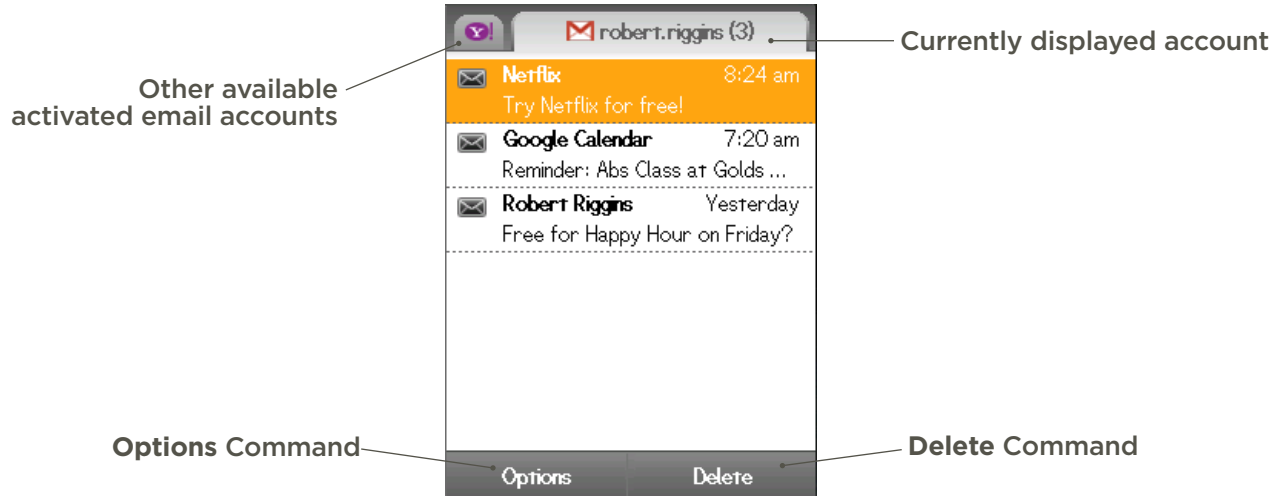 Y!
robert.riggins (3)
Currently displayed account
Other available
activated email accounts
Netflix 8:24 am
Try Netflix for free!
Google Calendar 7:20 am
Reminder: Abs Class at Golds ...
Robert Riggins Yesterday
Free for Happy Hour on Friday?
Options Command
Delete Command
Options Delete